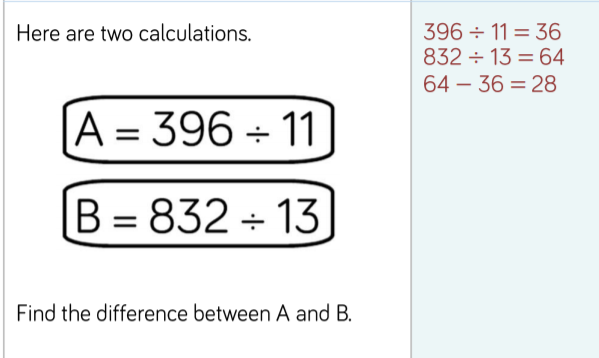 Here are two calculations.
A = 396 ÷ 11
B = 832 ÷ 13
Find the difference between A and B.
396 ÷ 11 = 36
832 ÷ 13 = 64
64 – 36 = 28